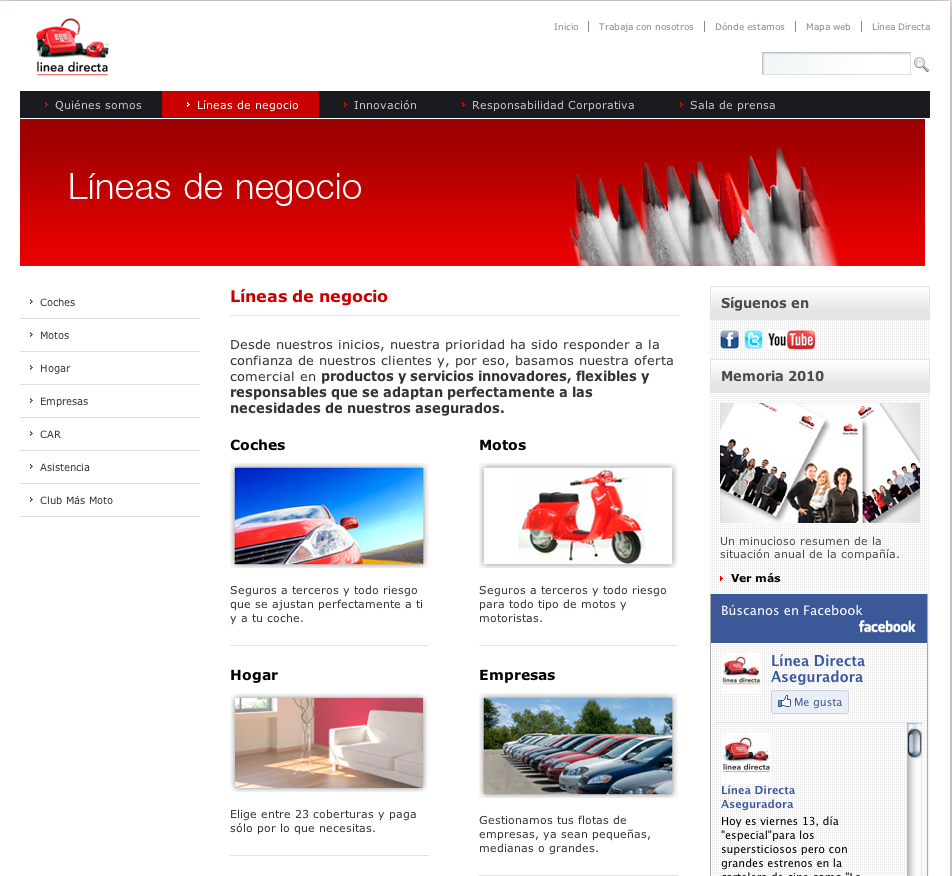 linea directa
Inicio
Trabaja con nosotros
Dónde estamos
Mapa web
Línea Directa
Quiénes somos
Líneas de negocio
Innovación
Responsabilidad Corporativa
Sala de prensa
Líneas de negocio
Coches
Motos
Hogar
Empresas
CAR
Asistencia
Club Más Moto
Líneas de negocio
Desde nuestros inicios, nuestra prioridad ha sido responder a la
confianza de nuestros clientes y, por eso, basamos nuestra oferta
comercial en productos y servicios innovadores, flexibles y
responsables que se adaptan perfectamente a las
necesidades de nuestros asegurados.
Coches
Seguros a terceros y todo riesgo
que se ajustan perfectamente a ti
y a tu coche.
Motos
Seguros a terceros y todo riesgo
para todo tipo de motos y
motoristas.
Hogar
Elige entre 23 coberturas y paga
sólo por lo que necesitas.
Empresas
Gestionamos tus flotas de
empresas, ya sean pequeñas,
medianas o grandes.
Síguenos en
YouTube
Memoria 2010
Un minucioso resumen de la
situación anual de la compañía.
Ver más
Búscanos en Facebook
facebook
linea directa
Línea Directa
Aseguradora
Me gusta
linea directa
Línea Directa
Aseguradora
Hoy es viernes 13, día
"especial"para los
supersticiosos pero con
grandes estrenos en la